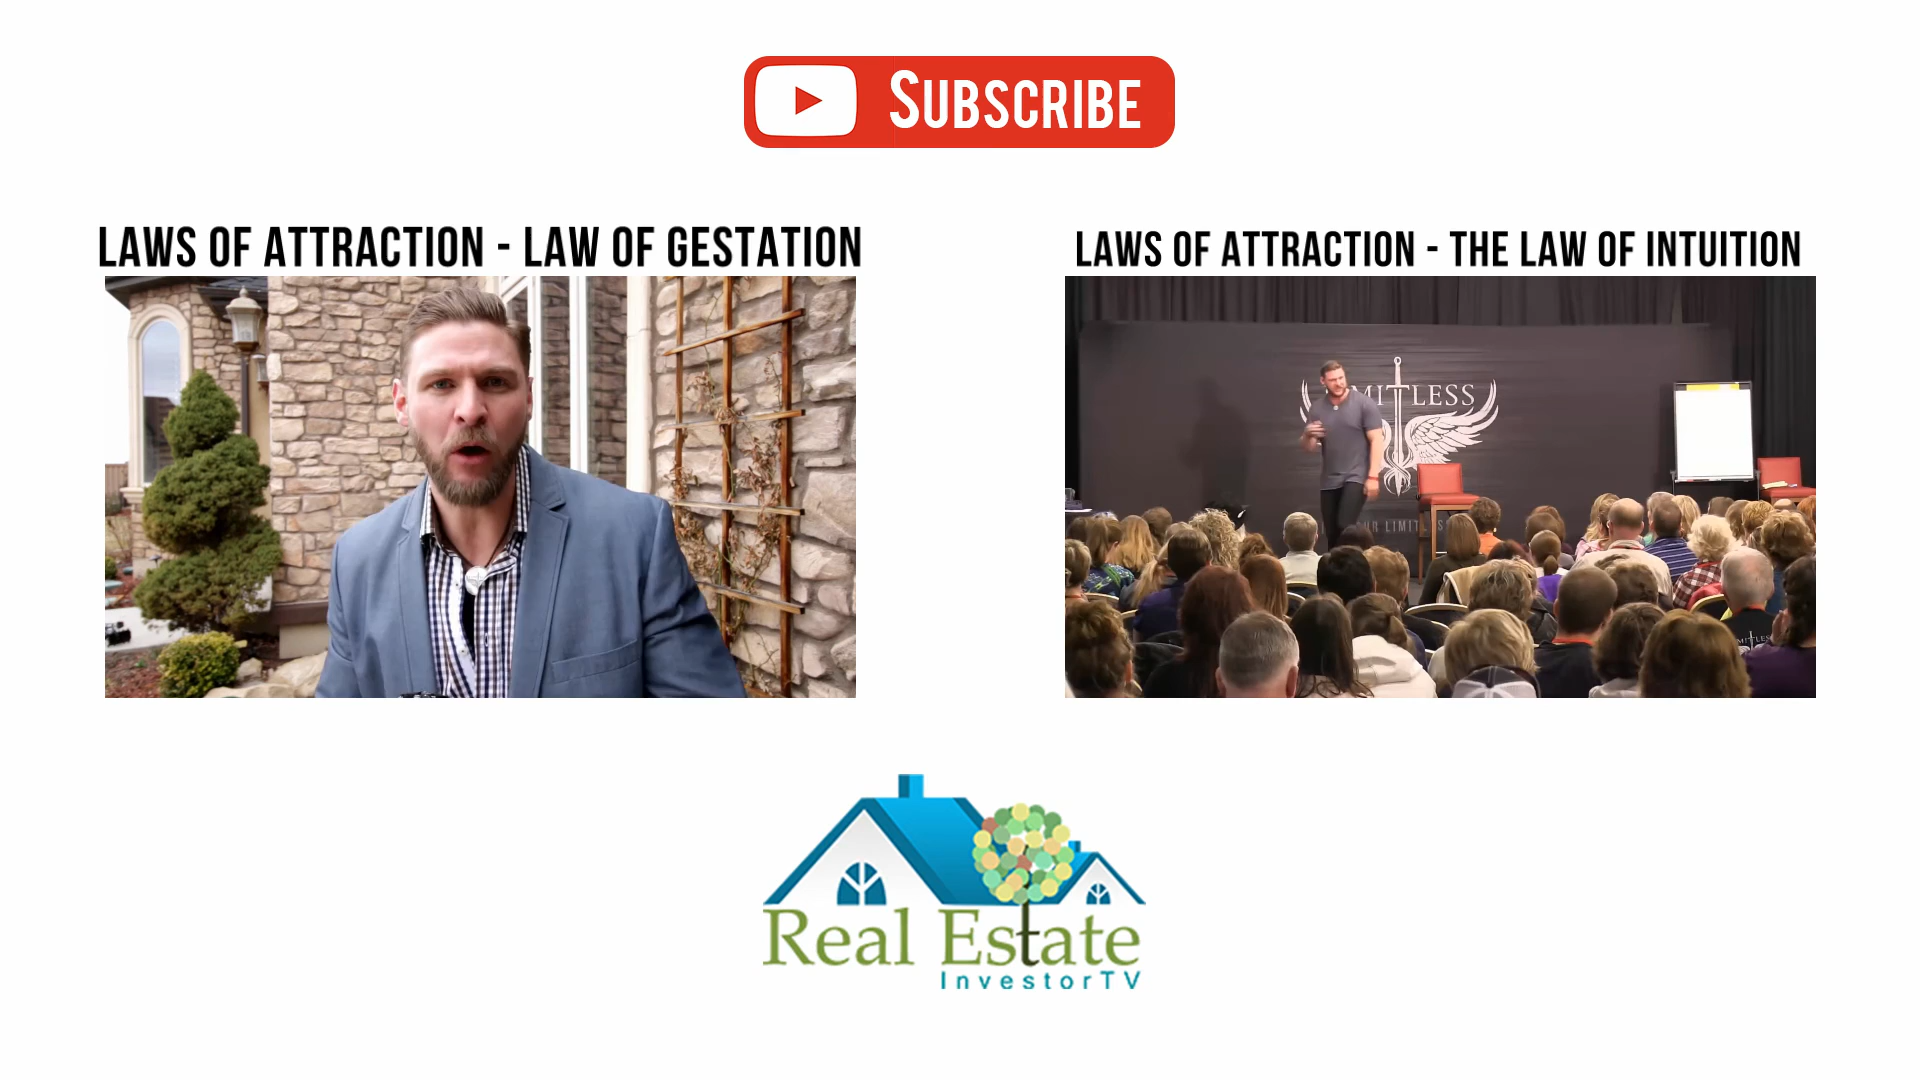 SUBSCRIBE
LAWS OF ATTRACTION - LAW OF GESTATION
LAWS OF ATTRACTION - THE LAW OF INTUITION
Real Estate
InvestorTV